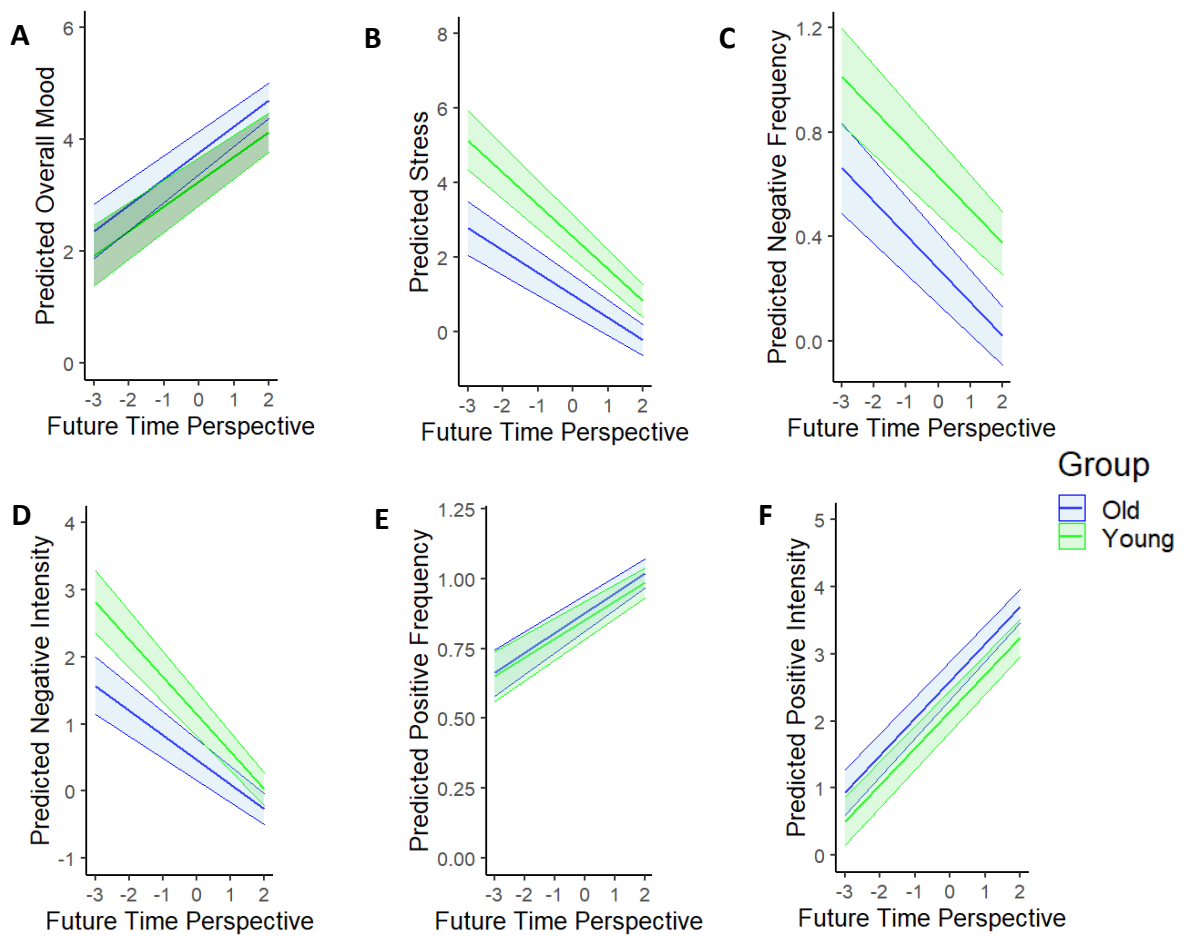 A
Predicted Overall Mood
6
4
2
0
-3 -2 -1 0 1 2
Future Time Perspective
B
Predicted Stress
8
6
4
2
0
-3 -2 -1 0 1 2
Future Time Perspective
C
Predicted Negative Frequency
1.2
0.8
0.4
0.0
-3 -2 -1 0 1 2
Future Time Perspective
Group
Old
Young
D
Predicted Negative Intensity
4
3
2
1
0
-1
-3 -2 -1 0 1 2
Future Time Perspective
E
Predicted Positive Frequency
1.25
1.00
0.75
0.50
0.25
0.00
-3 -2 -1 0 1 2
Future Time Perspective
F
Predicted Positive Intensity
5
4
3
2
1
0
-3 -2 -1 0 1 2
Future Time Perspective